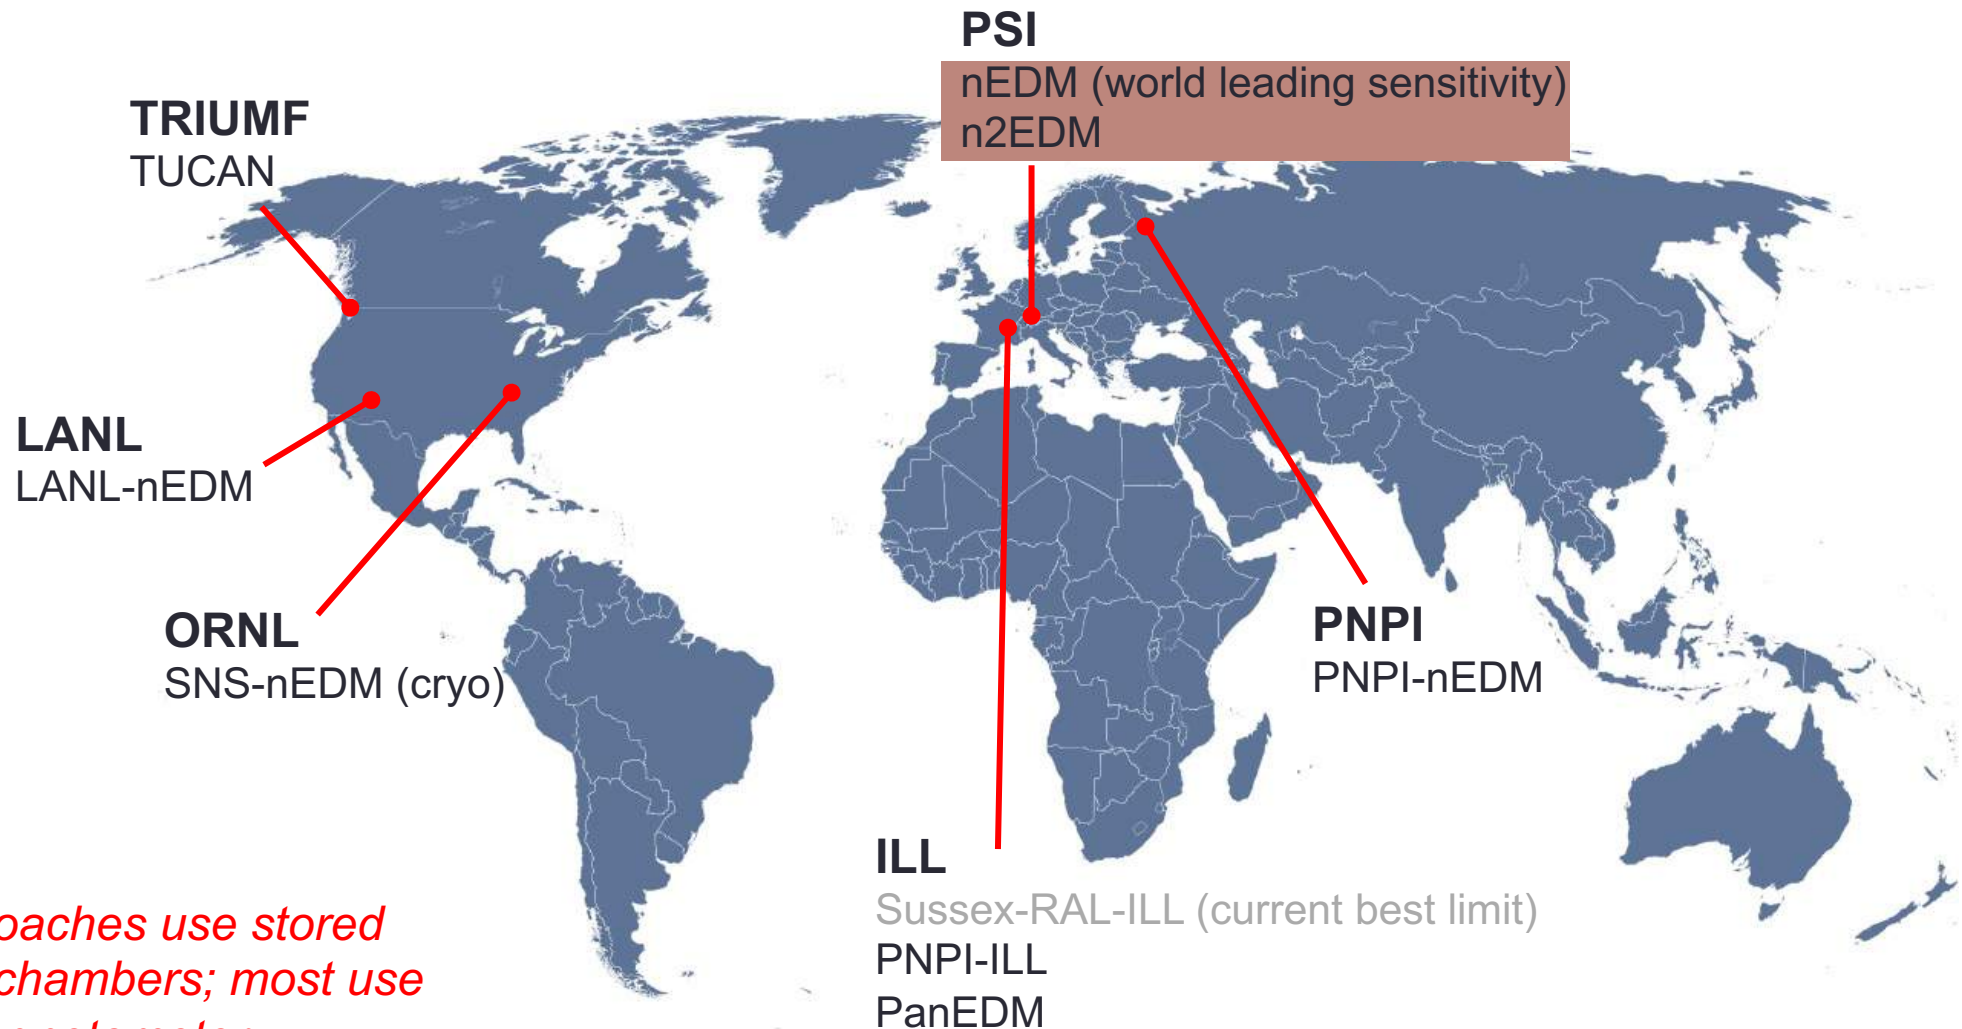 PSI
nEDM (world leading sensitivity)
n2EDM
TRIUMF
TUCAN
LANL
LANL-nEDM
ORNL
SNS-nEDM (cryo)
PNPI
PNPI-nEDM
ILL
Sussex-RAL-ILL (current best limit)
PNPI-ILL
PanEDM
oaches use stored
chambers; most use